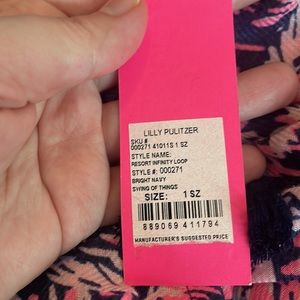 LILLY PULITZER
SKU #
000271 41011S 1 SZ
STYLE NAME:
RESORT INFINITY LOOP
STYLE #: 000271
BRIGHT NAVY
SWING OF THINGS
SIZE: 1 SZ
889069 411794
MANUFACTURER'S SUGGESTED PRICE